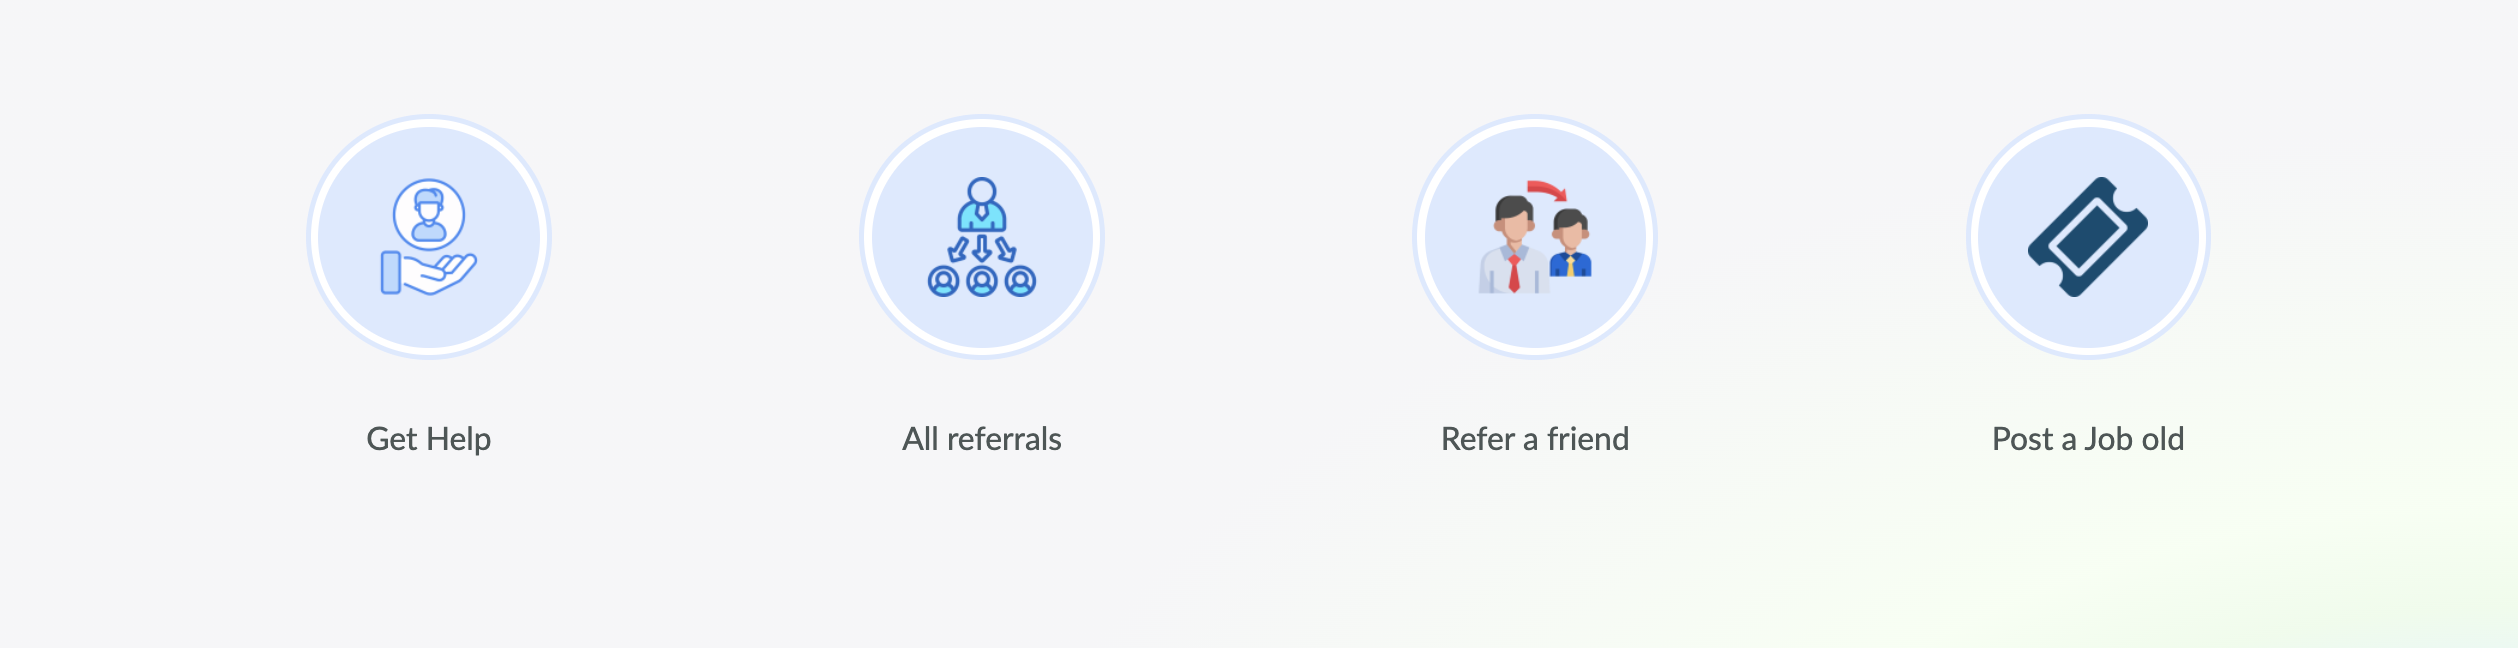 Get Help
All referrals
Refer a friend
Post a Job old